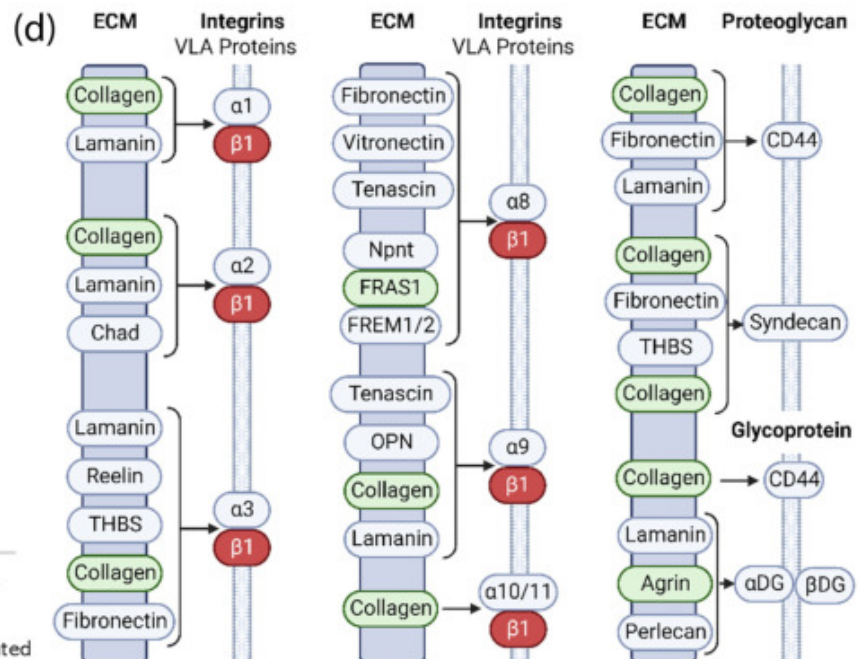 (d)
ECM
Integrins
VLA Proteins
Collagen
Lamanin
α1
β1
Collagen
Lamanin
Chad
α2
β1
Lamanin
Reelin
THBS
Collagen
Fibronectin
α3
β1
ECM
Integrins
VLA Proteins
Fibronectin
Vitronectin
Tenascin
Npnt
FRAS1
FREM1/2
α8
β1
Tenascin
OPN
Collagen
Lamanin
α9
β1
Collagen
α10/11
β1
ECM
Proteoglycan
Collagen
Fibronectin
Lamanin
CD44
Collagen
Fibronectin
THBS
Collagen
Syndecan
Glycoprotein
Collagen
CD44
Lamanin
Agrin
Perlecan
αDG
βDG